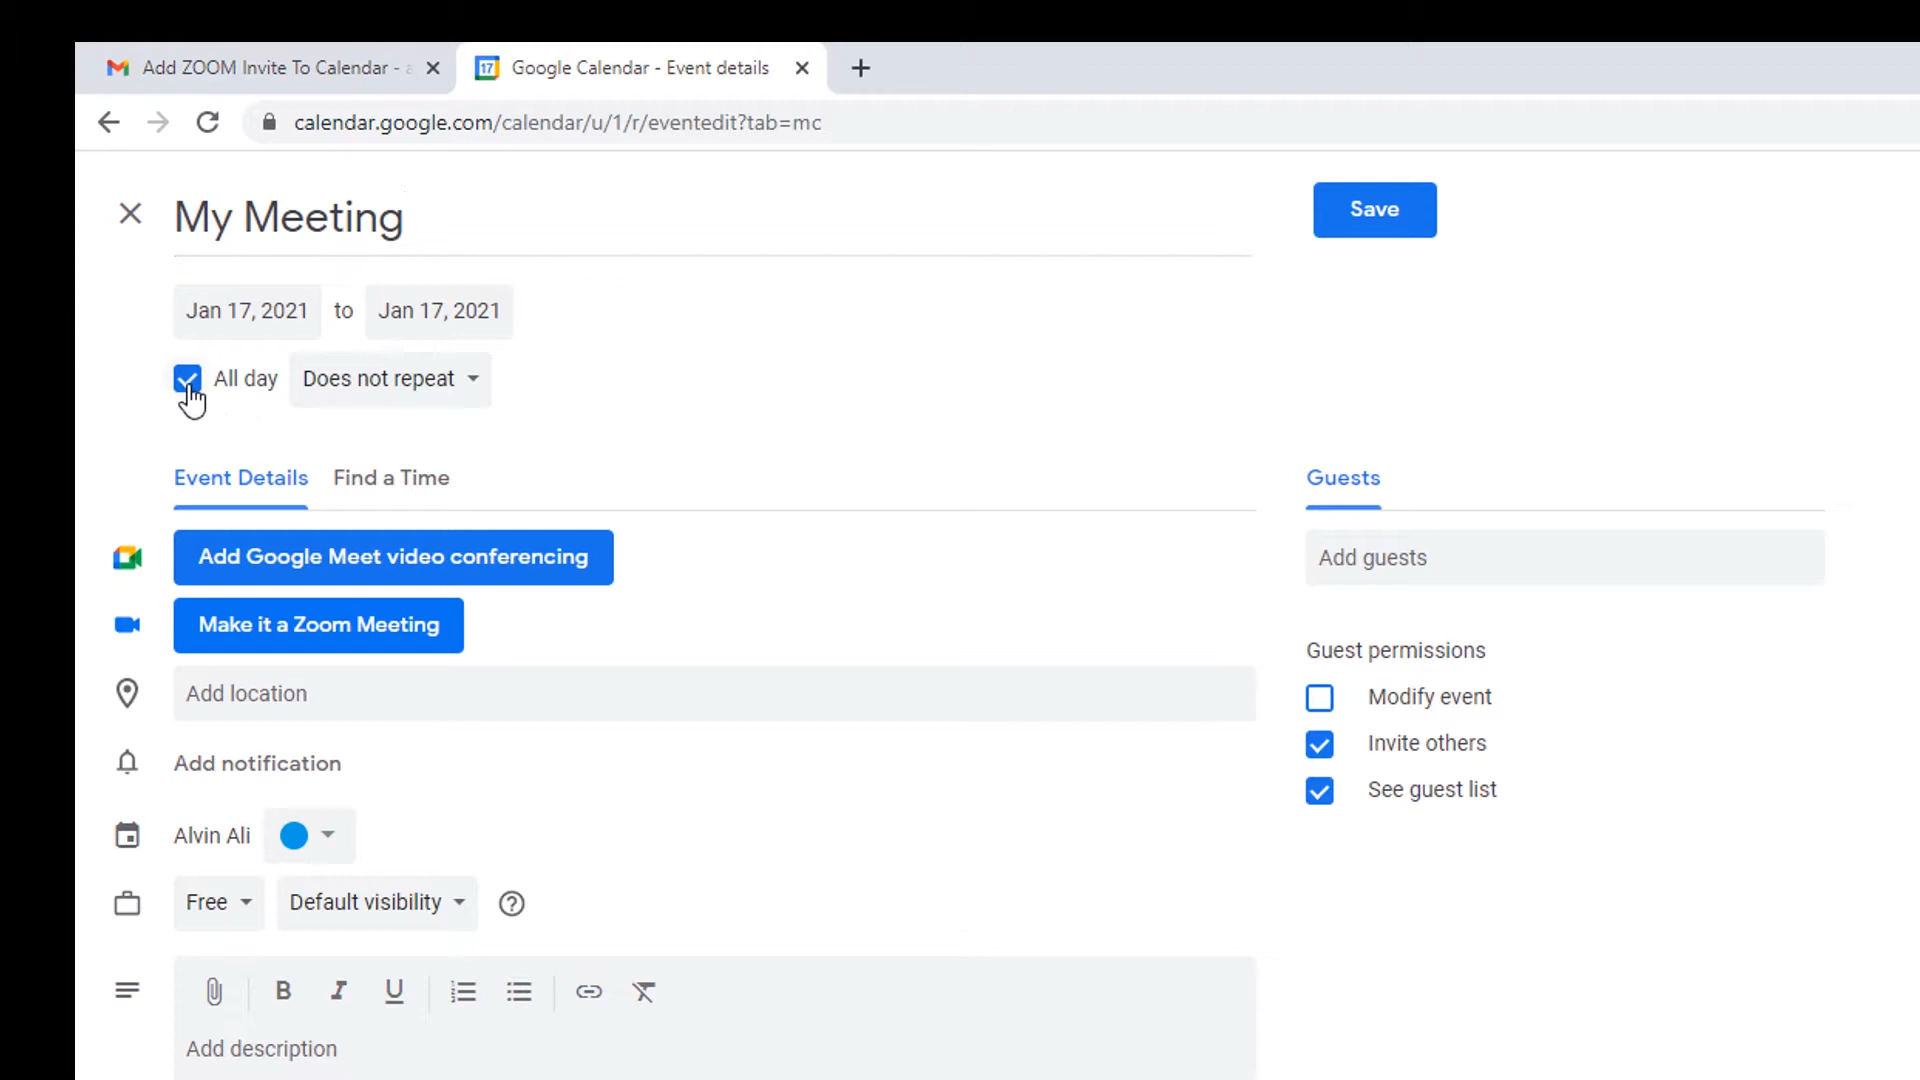 Add ZOOM Invite To Calendar -
17 Google Calendar - Event details
calendar.google.com/calendar/u/1/r/eventedit?tab=mc
My Meeting
Save
Jan 17, 2021 to Jan 17, 2021
All day Does not repeat
Event Details Find a Time
Guests
Add Google Meet video conferencing
Add guests
Make it a Zoom Meeting
Guest permissions
Add location
Modify event
Invite others
Add notification
See guest list
Alvin Ali
Free Default visibility
B I U
Add description